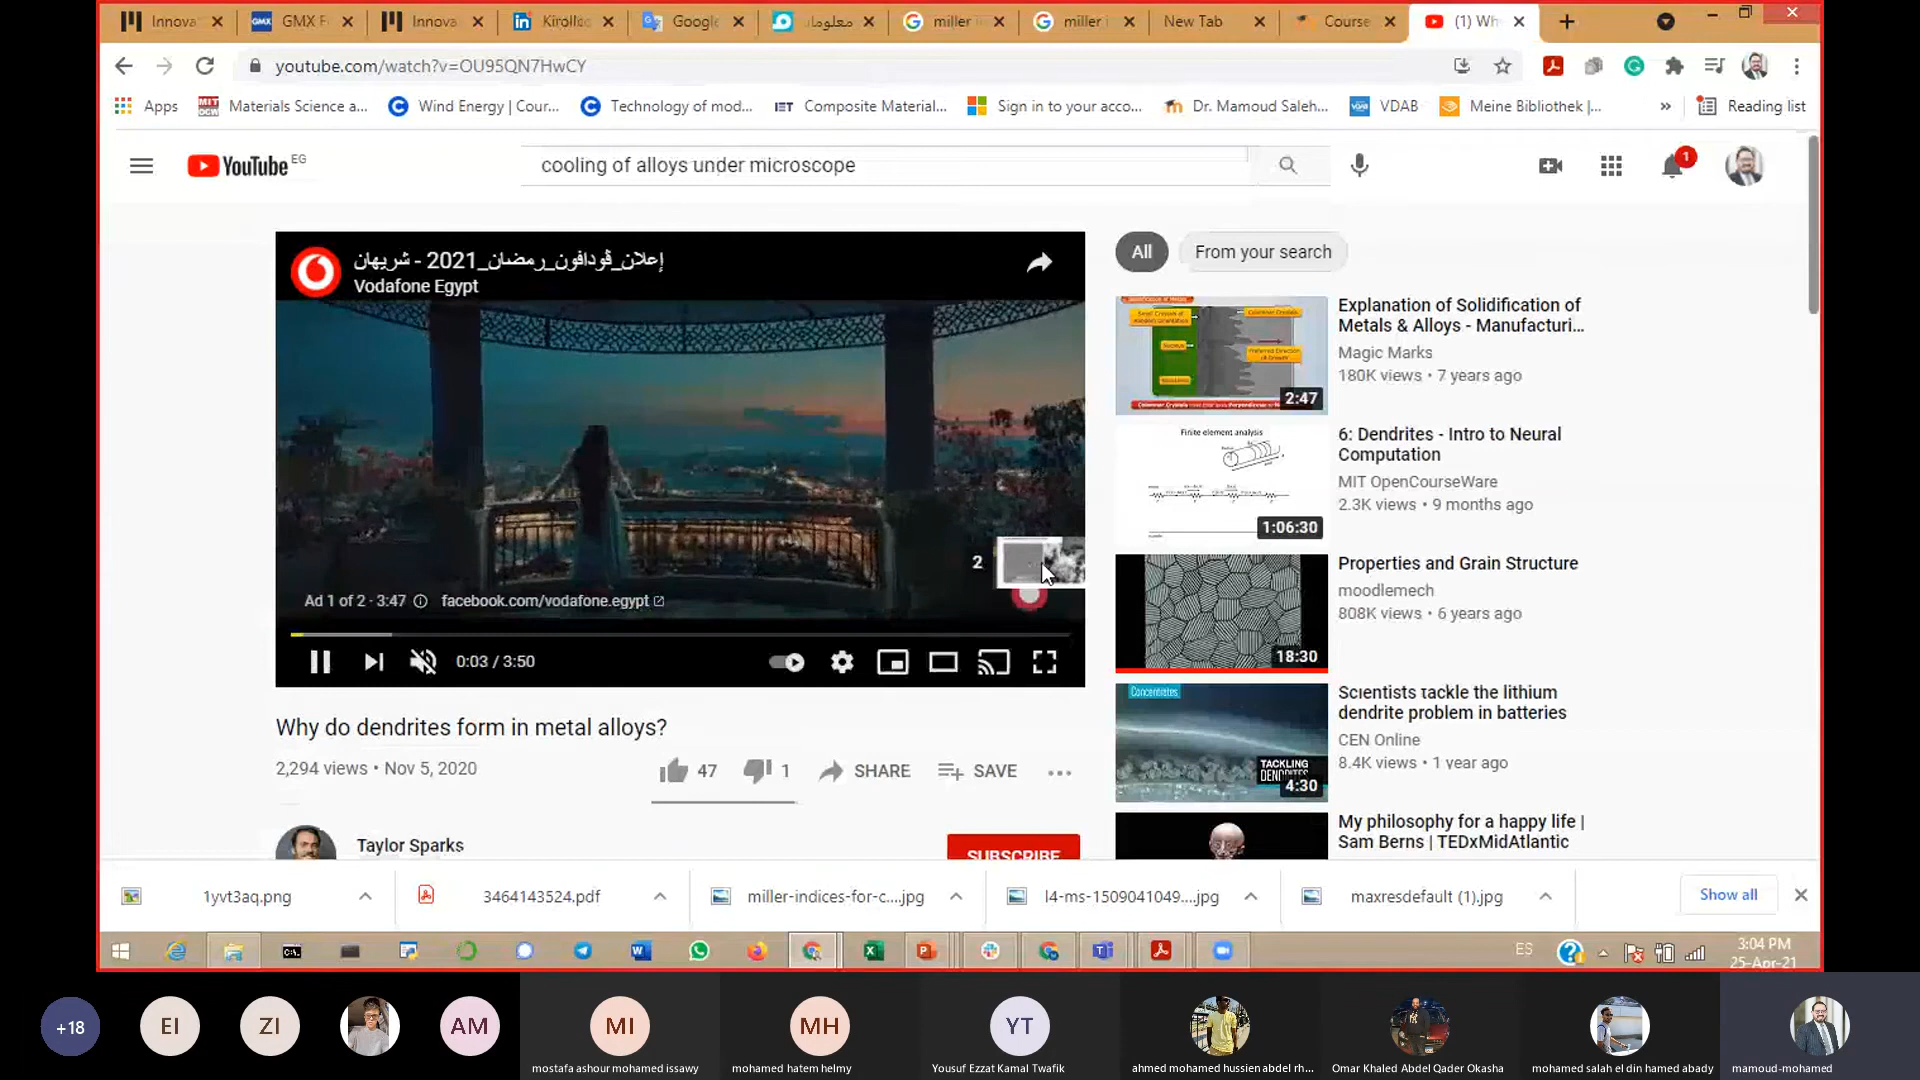 Innova
GMX F
Innova
Kirollo
Google
معلومات
miller in
miller i
New Tab
Course
(1) Wh
youtube.com/watch?v=OU95QN7HwCY
Apps
Materials Science a...
Wind Energy | Cour...
Technology of mod...
IET
Composite Material...
Sign in to your acco...
Dr. Mamoud Saleh...
VDAB
Meine Bibliothek |...
»
Reading list
YouTube EG
cooling of alloys under microscope
1
إعلان_ڤودافون_رمضان_2021 - شريهان
Vodafone Egypt
2
Ad 1 of 2 · 3:47
facebook.com/vodafone.egypt
0:03 / 3:50
Why do dendrites form in metal alloys?
2,294 views • Nov 5, 2020
47
1
SHARE
SAVE
Taylor Sparks
SUBSCRIBE
All
From your search
2:47
Explanation of Solidification of
Metals & Alloys - Manufacturi...
Magic Marks
180K views • 7 years ago
Finite element analysis
1:06:30
6: Dendrites - Intro to Neural
Computation
MIT OpenCourseWare
2.3K views • 9 months ago
18:30
Properties and Grain Structure
moodlemech
808K views • 6 years ago
Concentrates
TACKLING
DENDRITES
4:30
Scientists tackle the lithium
dendrite problem in batteries
CEN Online
8.4K views • 1 year ago
My philosophy for a happy life |
Sam Berns | TEDxMidAtlantic
1yvt3aq.png
3464143524.pdf
miller-indices-for-c....jpg
l4-ms-1509041049....jpg
maxresdefault (1).jpg
Show all
ES
3:04 PM
25-Apr-21
+18
EI
ZI
AM
MI
mostafa ashour mohamed issawy
MH
mohamed hatem helmy
YT
Yousuf Ezzat Kamal Twafik
ahmed mohamed hussien abdel rh...
Omar Khaled Abdel Qader Okasha
mohamed salah el din hamed abady
mamoud-mohamed